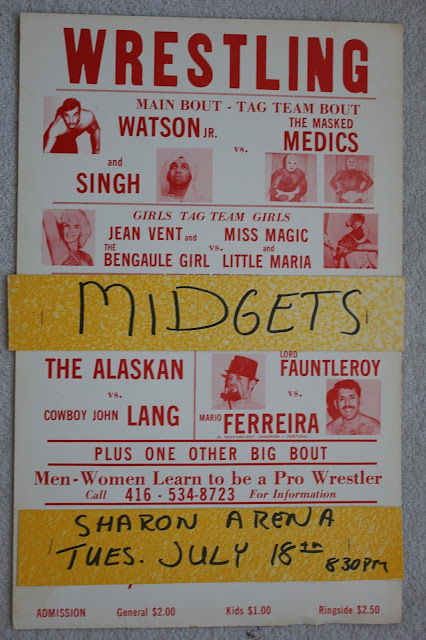 WRESTLING
MAIN BOUT - TAG TEAM BOUT
WATSON JR.
and
SINGH
vs.
THE MASKED
MEDICS
GIRLS TAG TEAM GIRLS
JEAN VENT and
THE BENGAULE GIRL
vs.
MISS MAGIC
and
LITTLE MARIA
MIDGETS
THE ALASKAN
vs.
COWBOY JOHN LANG
LORD
FAUNTLEROY
vs.
MARIO FERREIRA
JR. HEAVYWEIGHT CHAMPION - PORTUGAL
PLUS ONE OTHER BIG BOUT
Men-Women Learn to be a Pro Wrestler
Call 416 - 534-8723 For Information
SHARON ARENA
TUES. JULY 18TH 830PM
ADMISSION General $2.00 Kids $1.00 Ringside $2.50